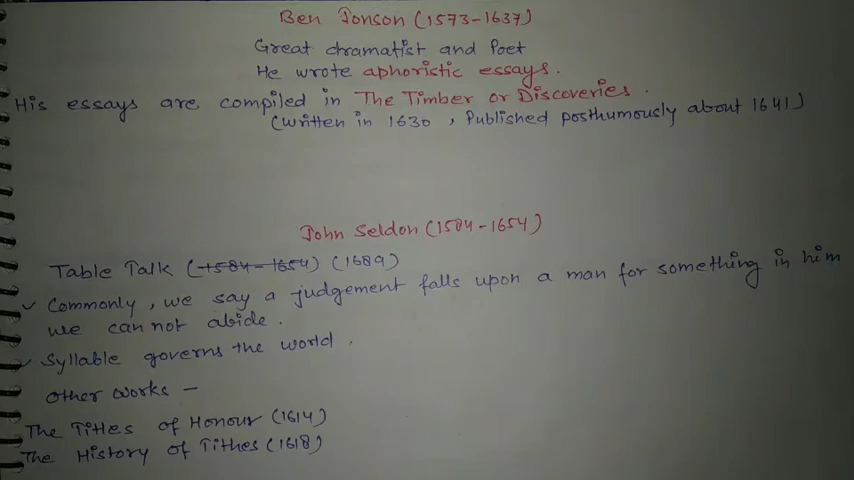 Ben Jonson (1573-1637)
Great dramatist and Poet
He wrote aphoristic essays.
His essays are compiled in The Timber or Discoveries.
(written in 1630, Published posthumously about 1641)
John Seldon (1584-1654)
Table Talk (1584-1654) (1689)
✓ Commonly, we say a judgement falls upon a man for something in him
we can not abide.
✓ Syllable governs the world.
Other works -
The Titles of Honour (1614)
The History of Tithes (1618)